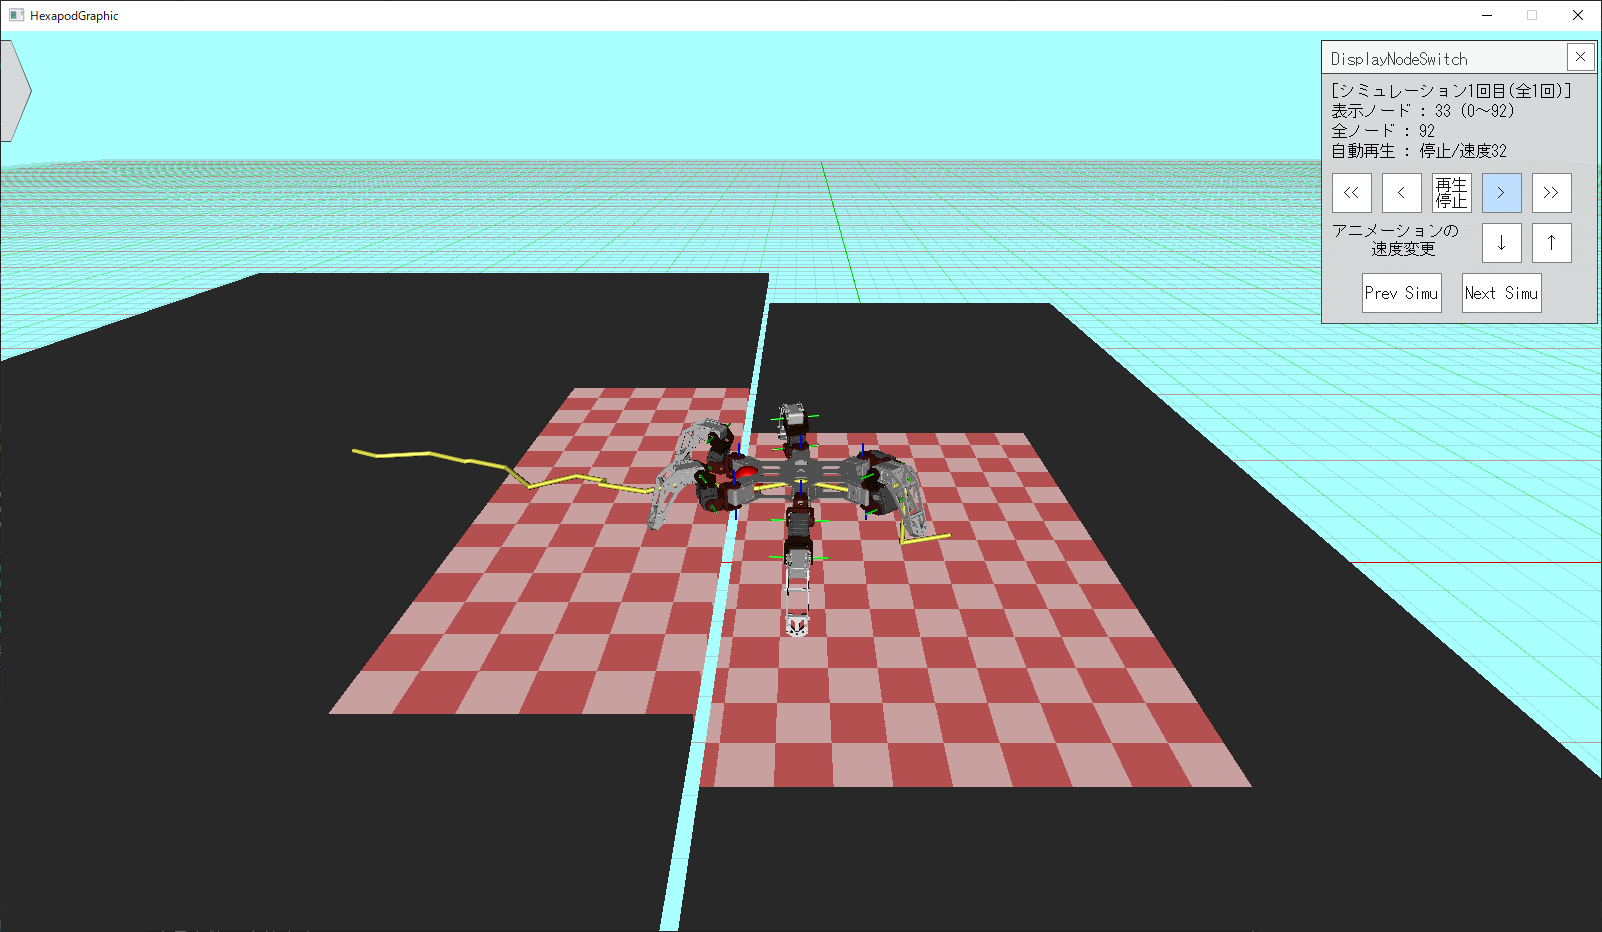 HexapodGraphic
DisplayNodeSwitch
[シミュレーション1回目(全1回)]
表示ノード : 33 (0～92)
全ノード : 92
自動再生 : 停止/速度32
<<
<
再生
停止
>
>>
アニメーションの
速度変更
↓
↑
Prev Simu
Next Simu